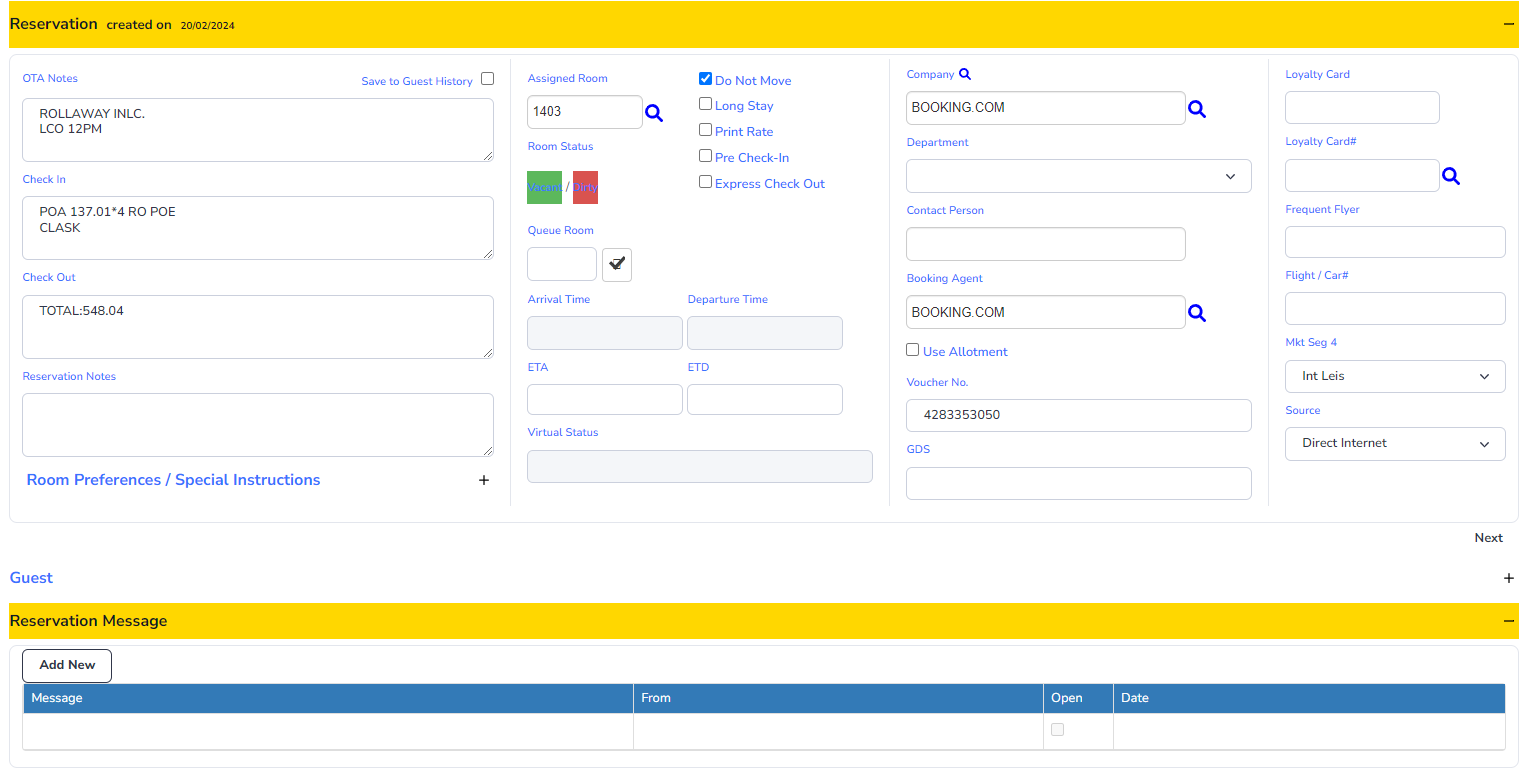 Reservation created on 20/02/2024
OTA Notes
Save to Guest History
ROLLAWAY INLC.
LCO 12PM
Check In
POA 137.01*4 RO POE
CLASK
Check Out
TOTAL:548.04
Reservation Notes
Room Preferences / Special Instructions
Assigned Room
1403
Room Status
Vacant / Dirty
Queue Room
Arrival Time
Departure Time
ETA
ETD
Virtual Status
Do Not Move
Long Stay
Print Rate
Pre Check-In
Express Check Out
Company
BOOKING.COM
Department
Contact Person
Booking Agent
BOOKING.COM
Use Allotment
Voucher No.
4283353050
GDS
Loyalty Card
Loyalty Card#
Frequent Flyer
Flight / Car#
Mkt Seg 4
Int Leis
Source
Direct Internet
Next
Guest
Reservation Message
Add New
Message
From
Open
Date